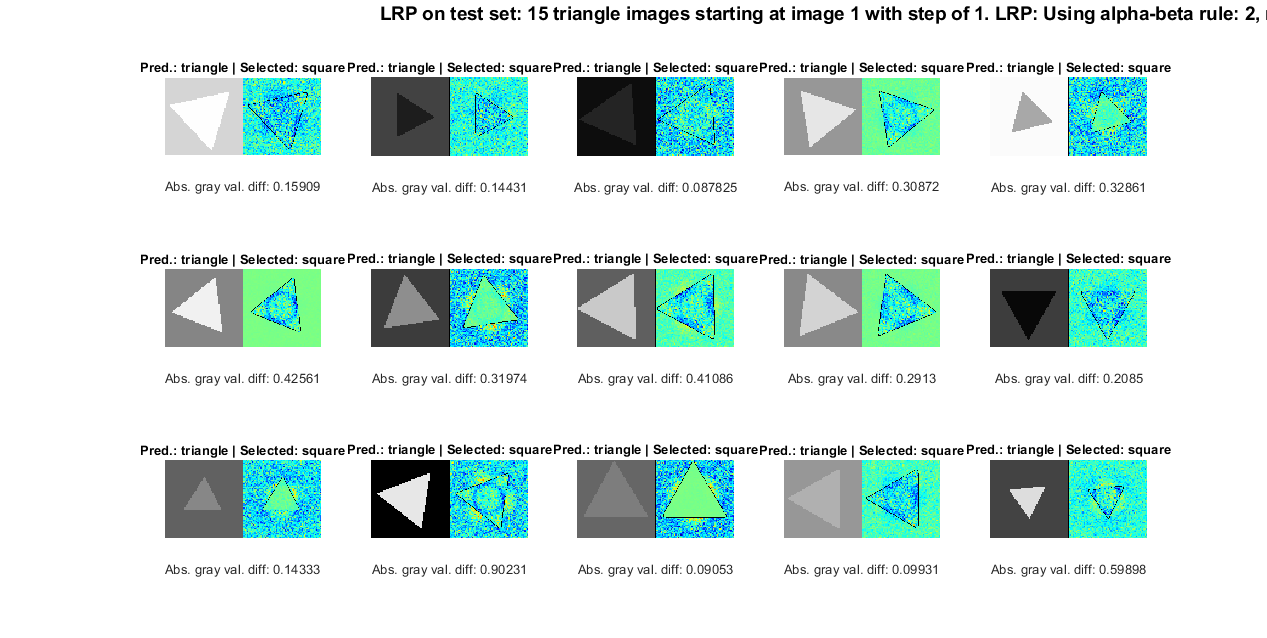 LRP on test set: 15 triangle images starting at image 1 with step of 1. LRP: Using alpha-beta rule: 2,
Pred.: triangle | Selected: square Pred.: triangle | Selected: square Pred.: triangle | Selected: square Pred.: triangle | Selected: square Pred.: triangle | Selected: square
Abs. gray val. diff: 0.15909 Abs. gray val. diff: 0.14431 Abs. gray val. diff: 0.087825 Abs. gray val. diff: 0.30872 Abs. gray val. diff: 0.32861
Pred.: triangle | Selected: square Pred.: triangle | Selected: square Pred.: triangle | Selected: square Pred.: triangle | Selected: square Pred.: triangle | Selected: square
Abs. gray val. diff: 0.42561 Abs. gray val. diff: 0.31974 Abs. gray val. diff: 0.41086 Abs. gray val. diff: 0.2913 Abs. gray val. diff: 0.2085
Pred.: triangle | Selected: square Pred.: triangle | Selected: square Pred.: triangle | Selected: square Pred.: triangle | Selected: square Pred.: triangle | Selected: square
Abs. gray val. diff: 0.14333 Abs. gray val. diff: 0.90231 Abs. gray val. diff: 0.09053 Abs. gray val. diff: 0.09931 Abs. gray val. diff: 0.59898